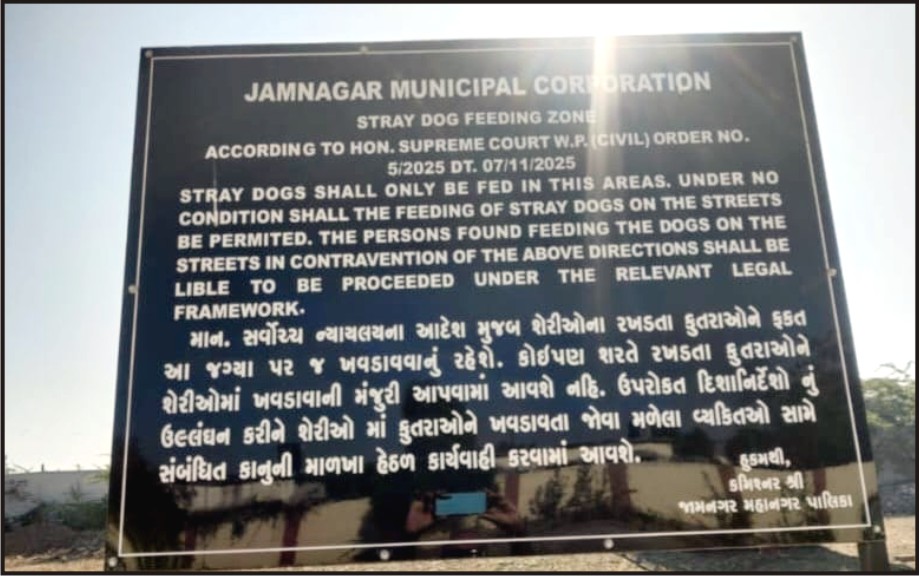 JAMNAGAR MUNICIPAL CORPORATION
STRAY DOG FEEDING ZONE
ACCORDING TO HON. SUPREME COURT W.P. (CIVIL) ORDER NO.
5/2025 DT. 07/11/2025
STRAY DOGS SHALL ONLY BE FED IN THIS AREAS. UNDER NO
CONDITION SHALL THE FEEDING OF STRAY DOGS ON THE STREETS
BE PERMITED. THE PERSONS FOUND FEEDING THE DOGS ON THE
STREETS IN CONTRAVENTION OF THE ABOVE DIRECTIONS SHALL BE
LIBLE TO BE PROCEEDED UNDER THE RELEVANT LEGAL
FRAMEWORK.
માન. સર્વોચ્ચ ન્યાયલયના આદેશ મુજબ શેરીઓના રખડતા કુતરાઓને ફકત
આ જગ્યા પર જ ખવડાવવાનું રહેશે. કોઇપણ શરતે રખડતા કુતરાઓને
શેરીઓમાં ખવડાવાની મંજુરી આપવામાં આવશે નહિ. ઉપરોકત દિશાનિર્દેશો નું
ઉલ્લંઘન કરીને શેરીઓ માં કુતરાઓને ખવડાવતા જોવા મળેલા વ્યકિતઓ સામે
સંબંધિત કાનુની માળખા હેઠળ કાર્યવાહી કરવામાં આવશે.
હુકમથી,
કમિશ્નર શ્રી
જામનગર મહાનગર પાલિકા